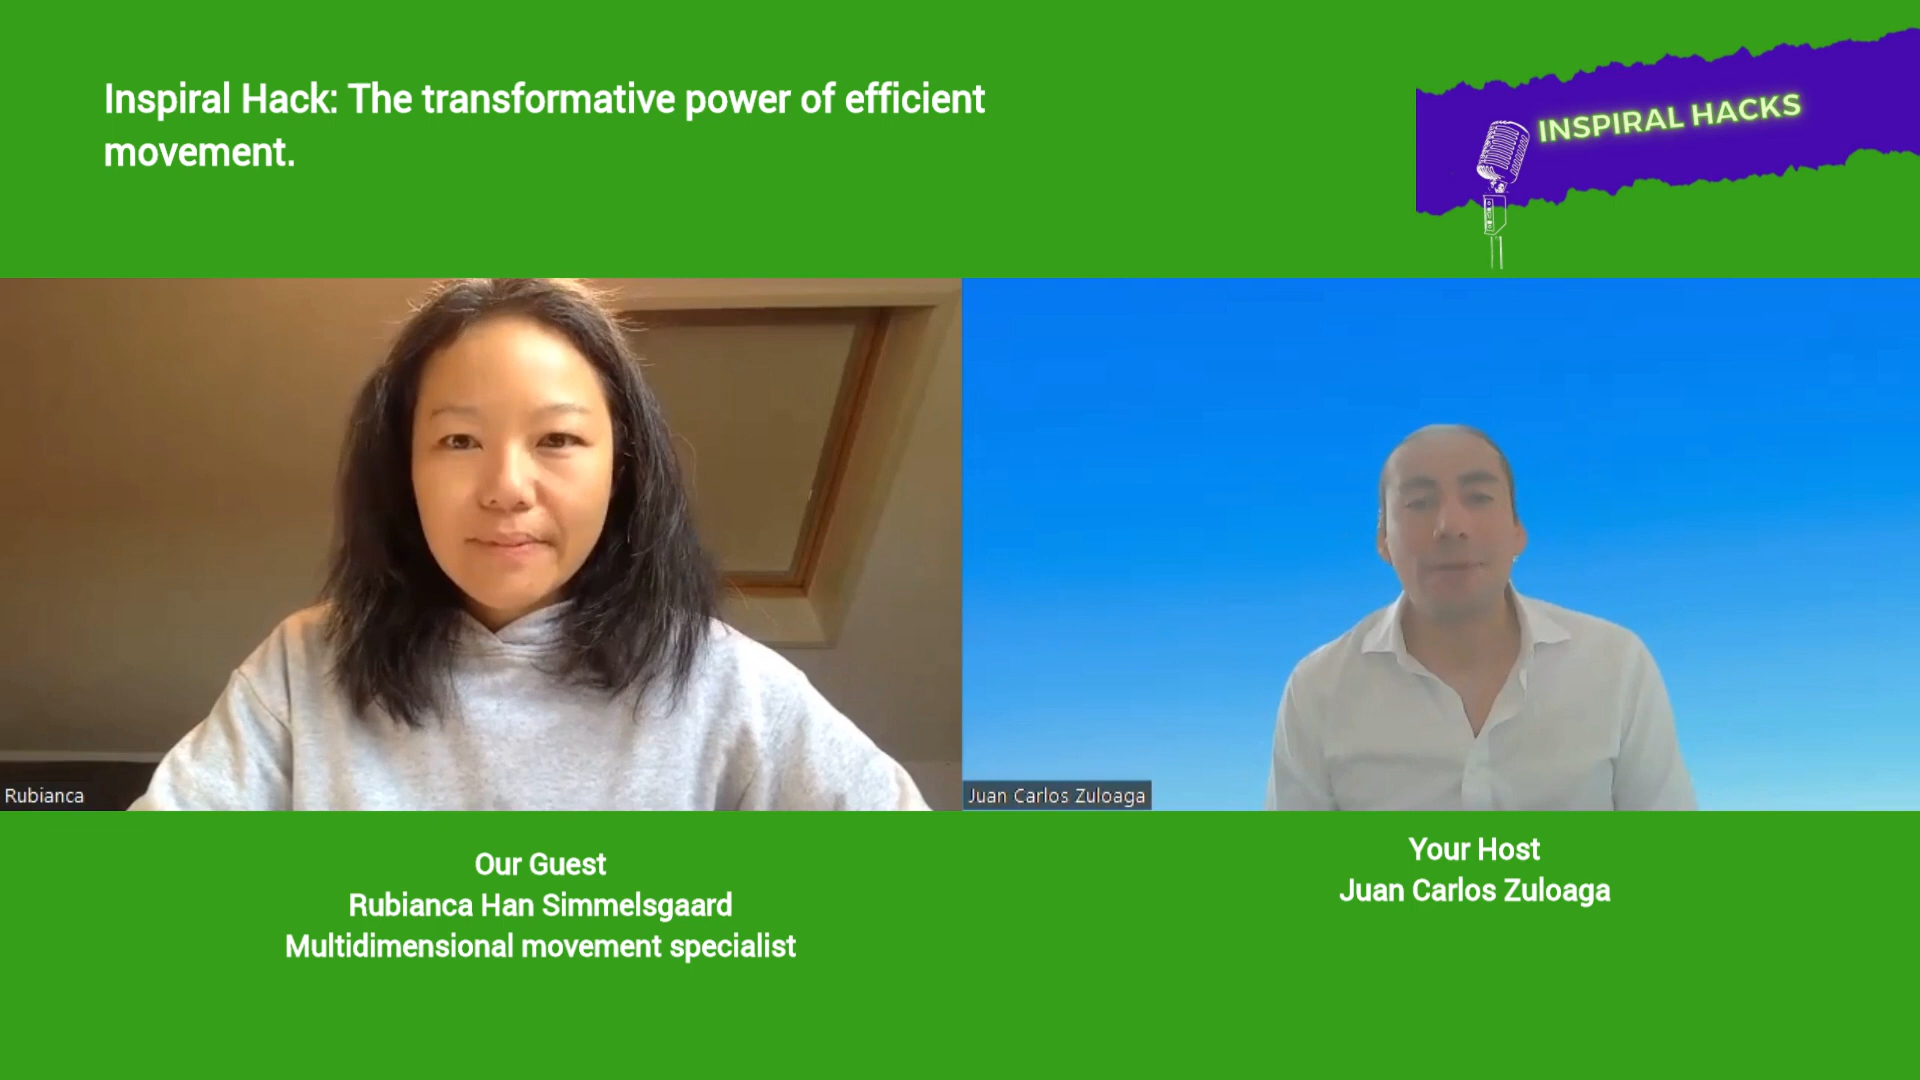 Inspiral Hack: The transformative power of efficient
movement.
INSPIRAL HACKS
Rubianca
Juan Carlos Zuloaga
Our Guest
Rubianca Han Simmelsgaard
Multidimensional movement specialist
Your Host
Juan Carlos Zuloaga